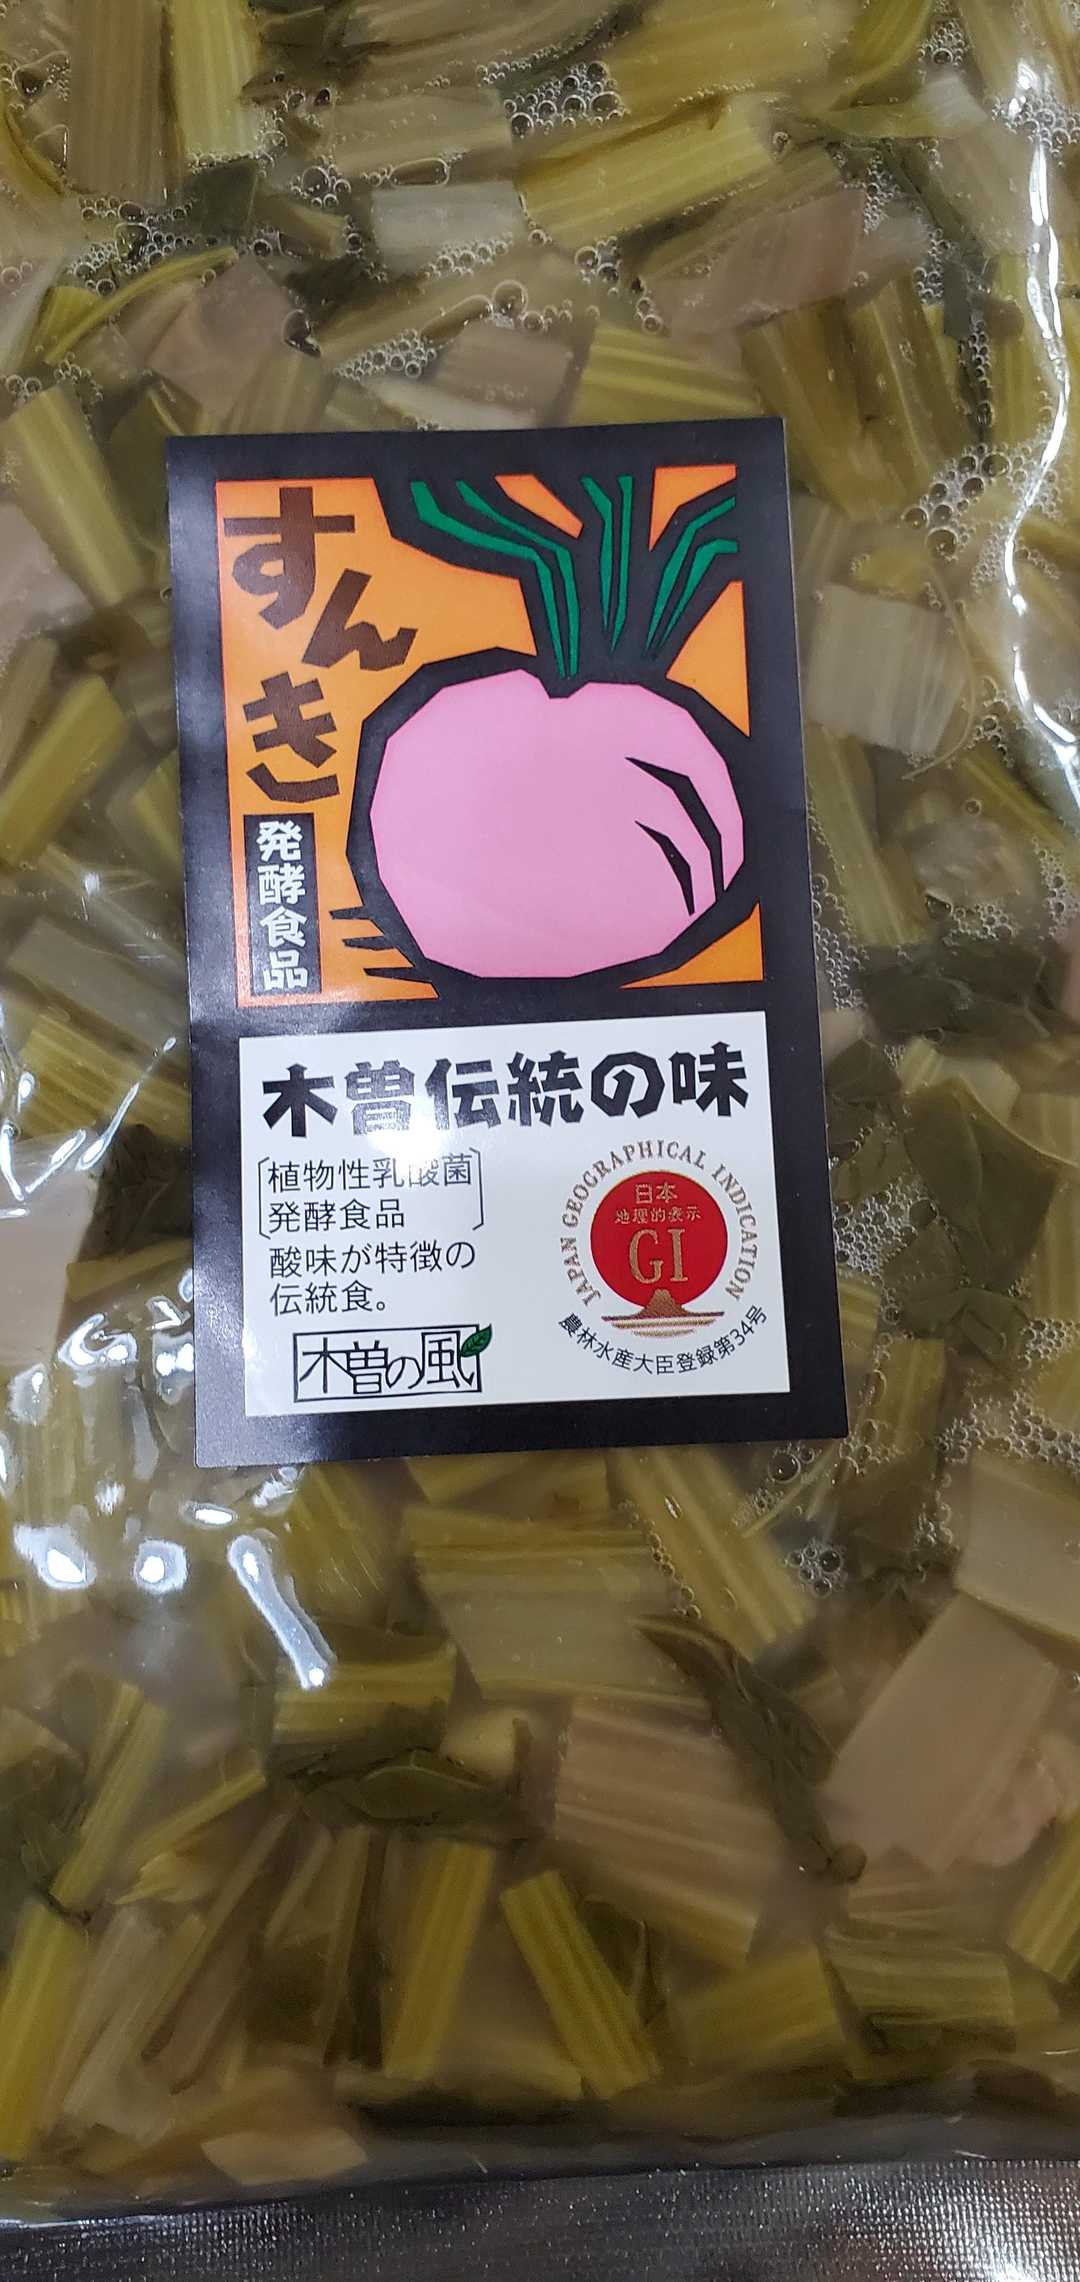 すんき
発酵食品
木曽伝統の味
植物性乳酸菌
発酵食品
酸味が特徴の
伝統食。
木曽の風
JAPAN GEOGRAPHICAL INDICATION
日本
地理的表示
GI
農林水産大臣登録第34号